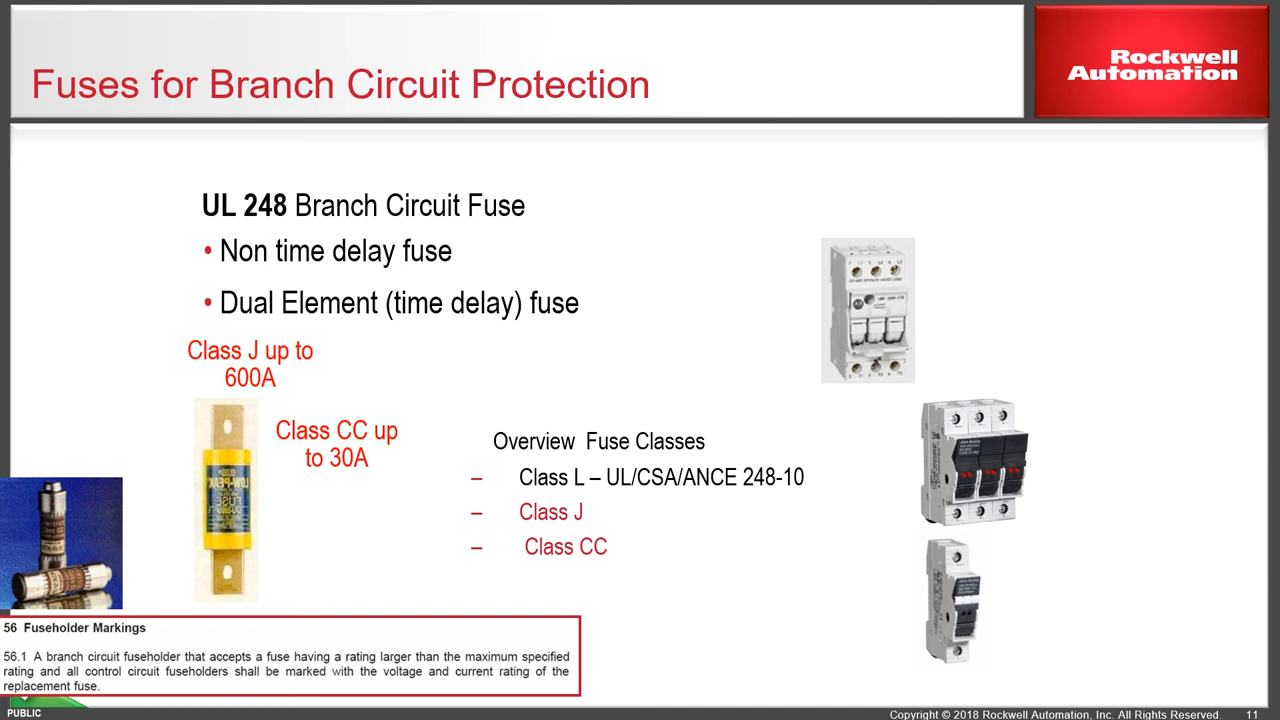 Fuses for Branch Circuit Protection
Rockwell
Automation
UL 248 Branch Circuit Fuse
• Non time delay fuse
• Dual Element (time delay) fuse
Class J up to
600A
Class CC up
to 30A
LOW-PEAK
FUSE
Overview Fuse Classes
– Class L – UL/CSA/ANCE 248-10
– Class J
– Class CC
56 Fuseholder Markings
56.1 A branch circuit fuseholder that accepts a fuse having a rating larger than the maximum specified
rating and all control circuit fuseholders shall be marked with the voltage and current rating of the
replacement fuse.
PUBLIC
Copyright © 2018 Rockwell Automation, Inc. All Rights Reserved. 11